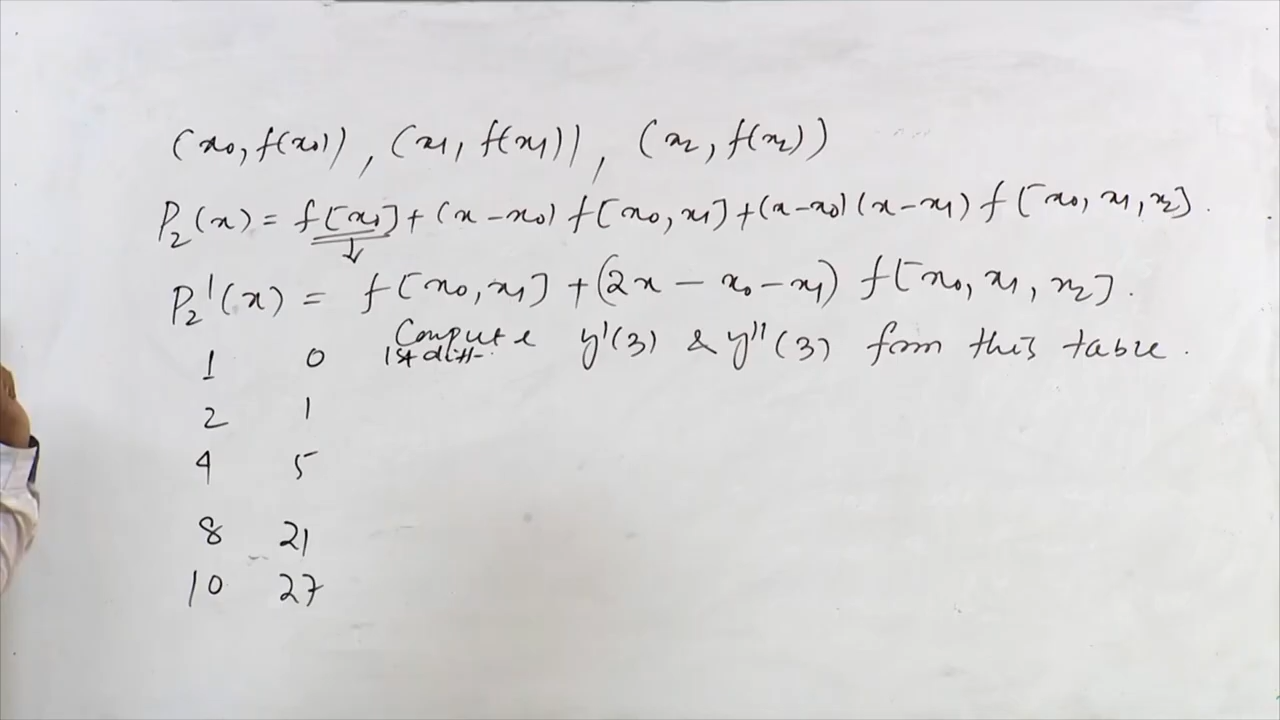 (x₀, f(x₀)), (x₁, f(x₁)), (x₂, f(x₂))
P₂(x) = f[x₀] + (x-x₀) f[x₀, x₁] + (x-x₀)(x-x₁) f[x₀, x₁, x₂].
P₂'(x) = f[x₀, x₁] + (2x - x₀ - x₁) f[x₀, x₁, x₂].
Compute y'(3) & y''(3) from this table.
1 0 1st diff.
2 1
4 5
8 21
10 27